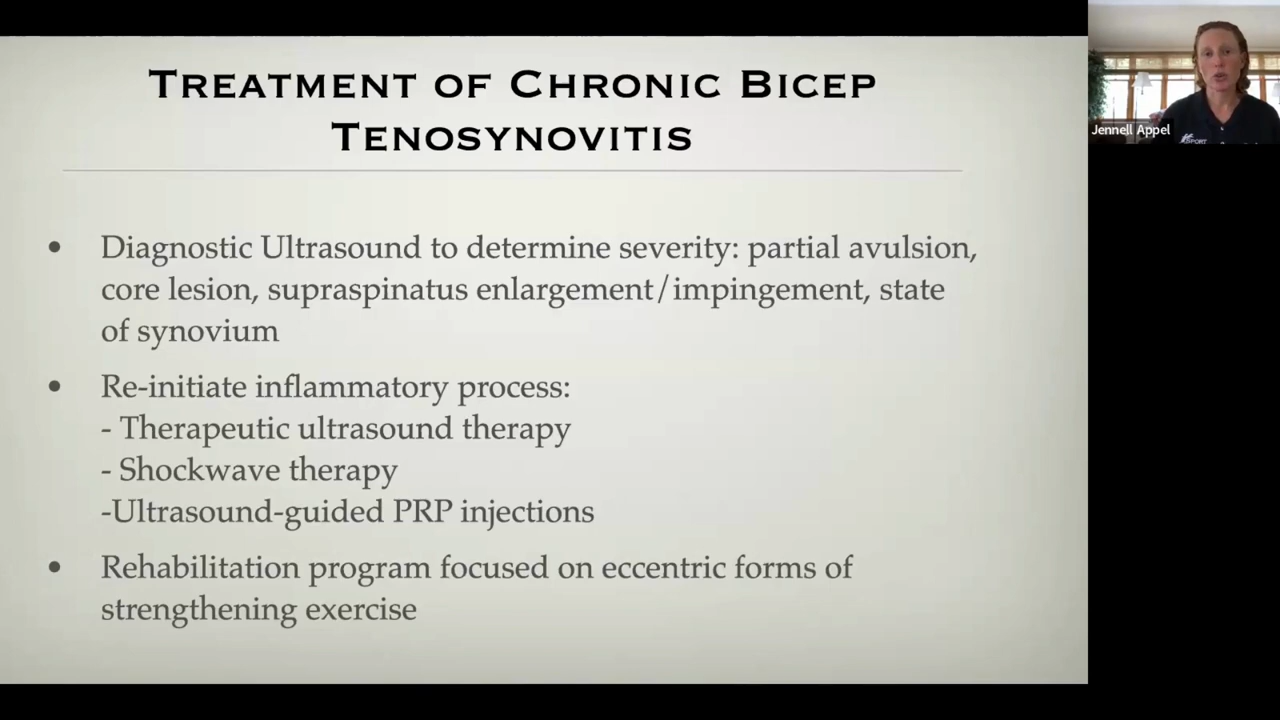 Treatment of Chronic Bicep
Tenosynovitis
• Diagnostic Ultrasound to determine severity: partial avulsion,
core lesion, supraspinatus enlargement/impingement, state
of synovium
• Re-initiate inflammatory process:
- Therapeutic ultrasound therapy
- Shockwave therapy
-Ultrasound-guided PRP injections
• Rehabilitation program focused on eccentric forms of
strengthening exercise
Jennell Appel
SPORT